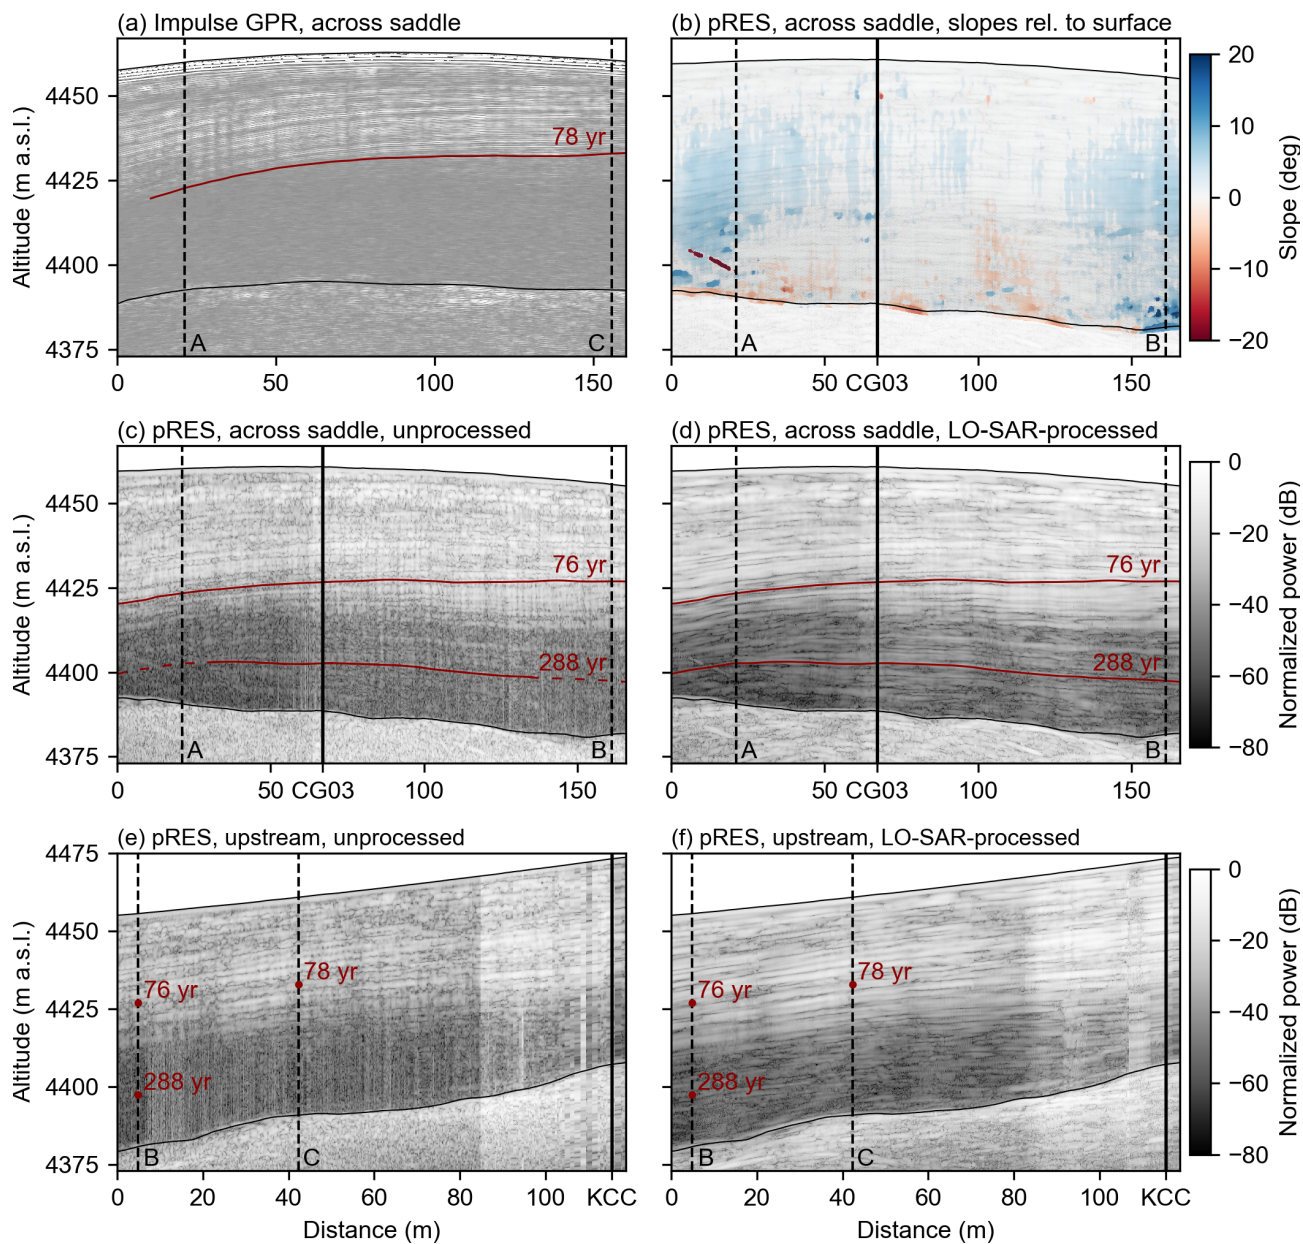 (a) Impulse GPR, across saddle
(b) pRES, across saddle, slopes rel. to surface
Altitude (m a.s.l.)
4450
4425
4400
4375
78 yr
A
C
0 50 100 150
A
B
0 50 CG03 100 150
20
10
0
−10
−20
Slope (deg)
(c) pRES, across saddle, unprocessed
(d) pRES, across saddle, LO-SAR-processed
Altitude (m a.s.l.)
4450
4425
4400
4375
76 yr
288 yr
A
B
0 50 CG03 100 150
76 yr
288 yr
A
B
0 50 CG03 100 150
0
−20
−40
−60
−80
Normalized power (dB)
(e) pRES, upstream, unprocessed
(f) pRES, upstream, LO-SAR-processed
Altitude (m a.s.l.)
4475
4450
4425
4400
4375
78 yr
76 yr
288 yr
B
C
0 20 40 60 80 100 KCC
Distance (m)
78 yr
76 yr
288 yr
B
C
0 20 40 60 80 100 KCC
Distance (m)
0
−20
−40
−60
−80
Normalized power (dB)